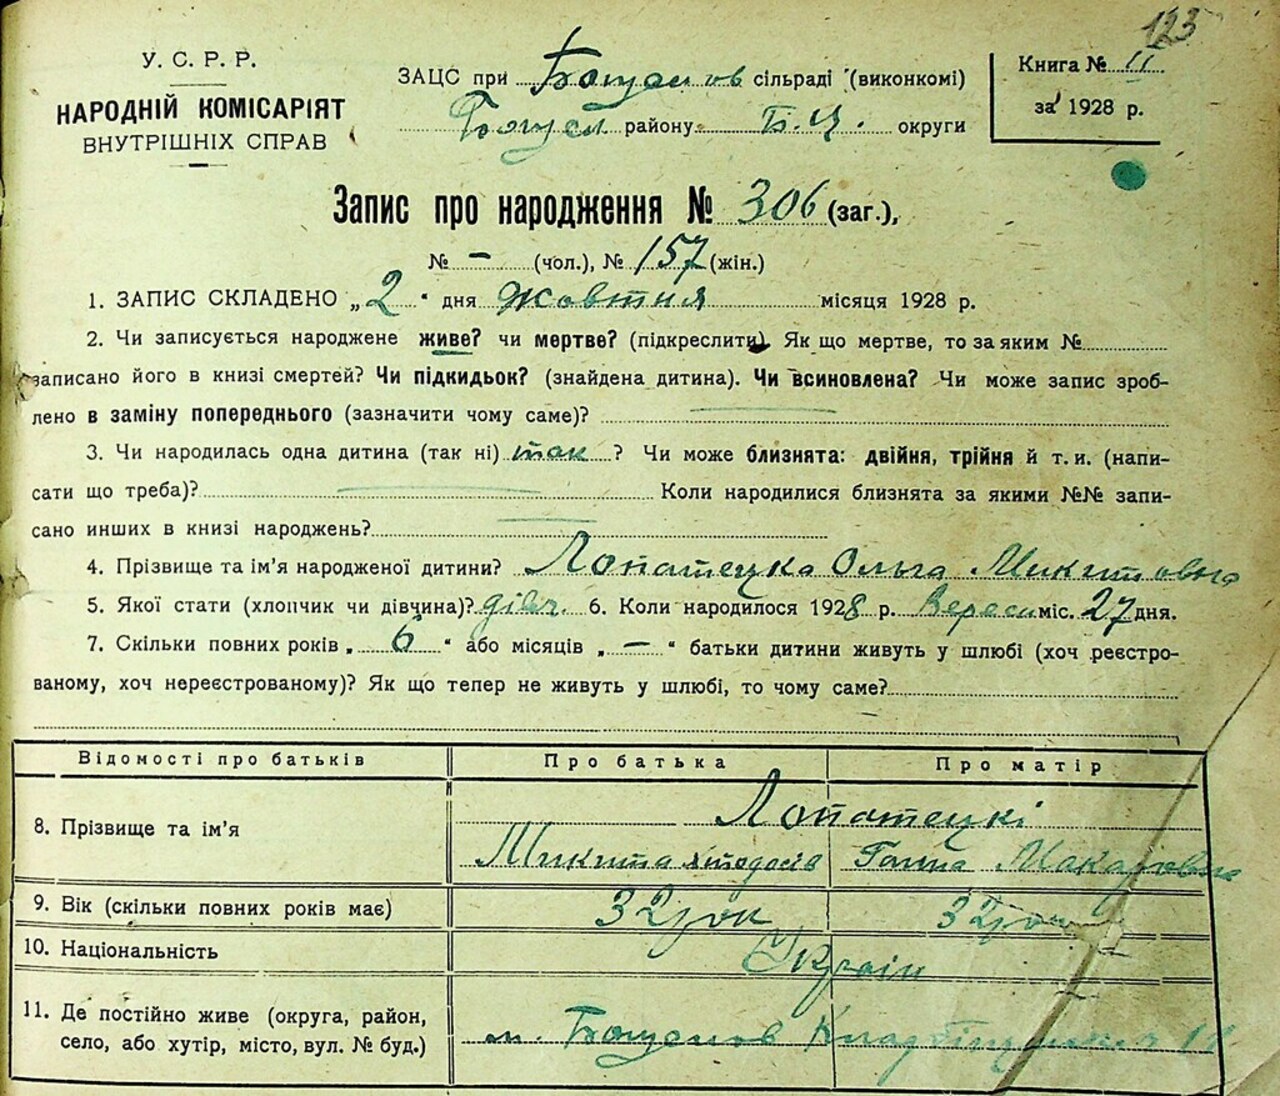 123
У. С. Р. Р.
НАРОДНІЙ КОМІСАРІЯТ
ВНУТРІШНІХ СПРАВ
ЗАЦС при сільраді (виконкомі)
району Б.Ц. округи
Книга № II
за 1928 р.
Запис про народження № 306 (заг.),
№ - (чол.), № 157 (жін.)
1. ЗАПИС СКЛАДЕНО „2“ дня жовтня місяця 1928 р.
2. Чи записується народжене живе? чи мертве? (підкреслити). Як що мертве, то за яким №
записано його в книзі смертей? Чи підкидьок? (знайдена дитина). Чи всиновлена? Чи може запис зроб-
лено в заміну попереднього (зазначити чому саме)?
3. Чи народилась одна дитина (так ні) так ? Чи може близнята: двійня, трійня й т. и. (напи-
сати що треба)? Коли народилися близнята за якими №№ запи-
сано инших в книзі народжень?
4. Прізвище та ім'я народженої дитини? Лопатецка Ольга Микитовна
5. Якої стати (хлопчик чи дівчина)? дівч. 6. Коли народилося 1928 р. Вересн міс. 27 дня.
7. Скільки повних років „6“ або місяців „-“ батьки дитини живуть у шлюбі (хоч реєстро-
ваному, хоч нереєстрованому)? Як що тепер не живуть у шлюбі, то чому саме?
Відомості про батьків Про батька Про матір
8. Прізвище та ім'я Лопатецкі
Микита Ганна Макаровна
9. Вік (скільки повних років має) 32 рок 32 рок
10. Національність Україн
11. Де постійно живе (округа, район,
село, або хутір, місто, вул. № буд.) м.